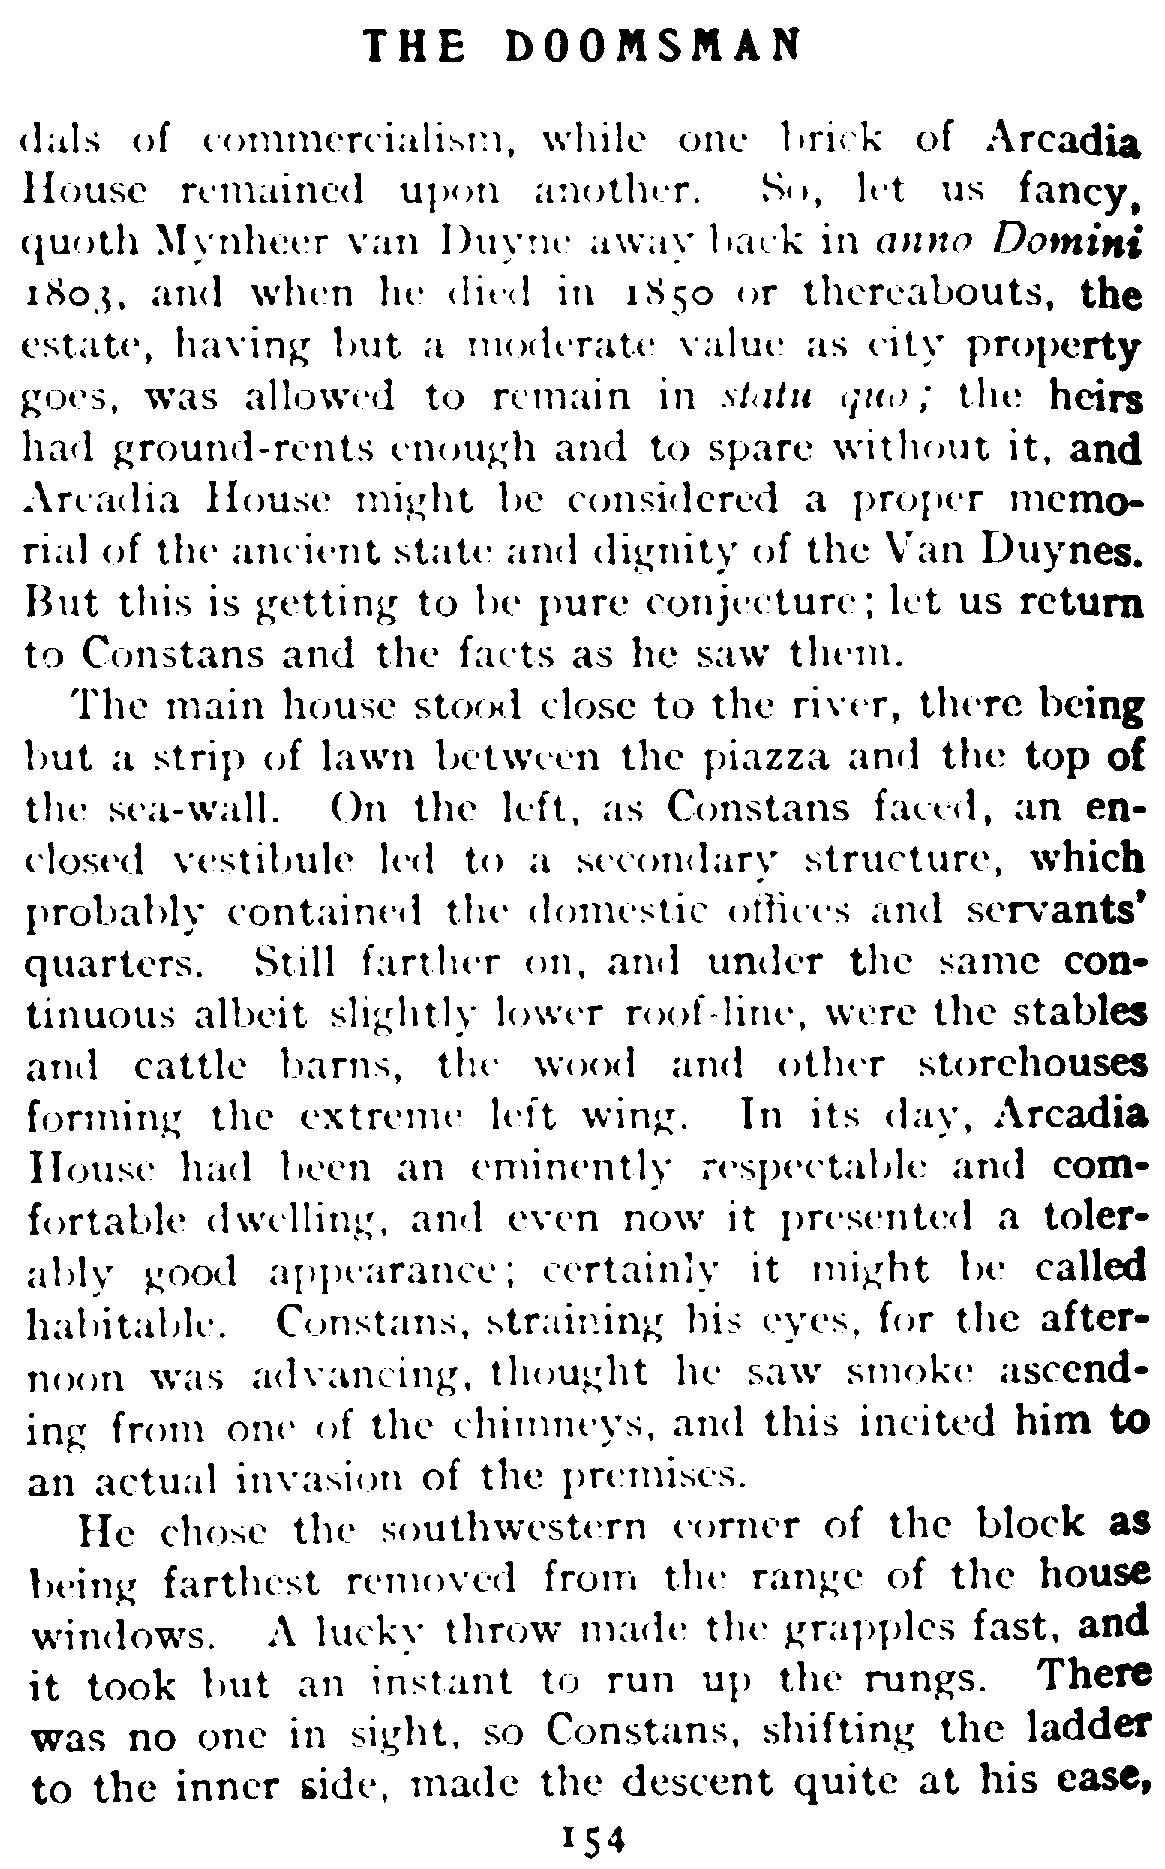 THE DOOMSMAN
dals of commercialism, while one brick of Arcadia
House remained upon another. So, let us fancy,
quoth Mynheer van Duyne away back in anno Domini
1803, and when he died in 1850 or thereabouts, the
estate, having but a moderate value as city property
goes, was allowed to remain in statu quo; the heirs
had ground-rents enough and to spare without it, and
Arcadia House might be considered a proper memo-
rial of the ancient state and dignity of the Van Duynes.
But this is getting to be pure conjecture; let us return
to Constans and the facts as he saw them.
The main house stood close to the river, there being
but a strip of lawn between the piazza and the top of
the sea-wall. On the left, as Constans faced, an en-
closed vestibule led to a secondary structure, which
probably contained the domestic offices and servants'
quarters. Still farther on, and under the same con-
tinuous albeit slightly lower roof-line, were the stables
and cattle barns, the wood and other storehouses
forming the extreme left wing. In its day, Arcadia
House had been an eminently respectable and com-
fortable dwelling, and even now it presented a toler-
ably good appearance; certainly it might be called
habitable. Constans, straining his eyes, for the after-
noon was advancing, thought he saw smoke ascend-
ing from one of the chimneys, and this incited him to
an actual invasion of the premises.
He chose the southwestern corner of the block as
being farthest removed from the range of the house
windows. A lucky throw made the grapples fast, and
it took but an instant to run up the rungs. There
was no one in sight, so Constans, shifting the ladder
to the inner side, made the descent quite at his ease,
154